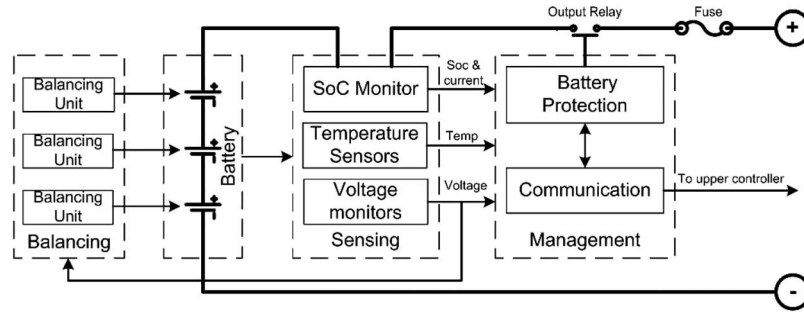 Output Relay
Fuse
+
Soc &
current
Balancing
Unit
SoC Monitor
Battery
Protection
Balancing
Unit
Battery
Temperature
Sensors
Temp
Balancing
Unit
Voltage
monitors
Voltage
Communication
To upper controller
Balancing
Sensing
Management
-